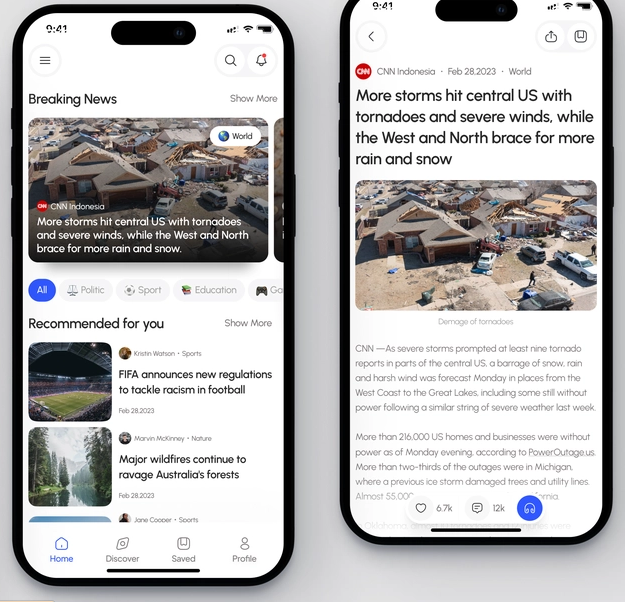 9:41
Breaking News
Show More
World
CNN
CNN Indonesia
More storms hit central US with tornadoes
and severe winds, while the West and North
brace for more rain and snow.
All
Politic
Sport
Education
Ga
Recommended for you
Show More
Kristin Watson • Sports
FIFA announces new regulations
to tackle racism in football
Feb 28.2023
Marvin McKinney • Nature
Major wildfires continue to
ravage Australia's forests
Feb 28.2023
Jane Cooper • Sports
Home
Discover
Saved
Profile
9:41
CNN
CNN Indonesia • Feb 28.2023 • World
More storms hit central US with
tornadoes and severe winds, while
the West and North brace for more
rain and snow
Demage of tornadoes
CNN —As severe storms prompted at least nine tornado
reports in parts of the central US, a barrage of snow, rain
and harsh wind was forecast Monday in places from the
West Coast to the Great Lakes, including some still without
power following a similar string of severe weather last week.
More than 216,000 US homes and businesses were without
power as of Monday evening, according to PowerOutage.us.
More than two-thirds of the outages were in Michigan,
where a previous ice storm damaged trees and utility lines.
Almost 55,000 fornia.
6.7k
12k